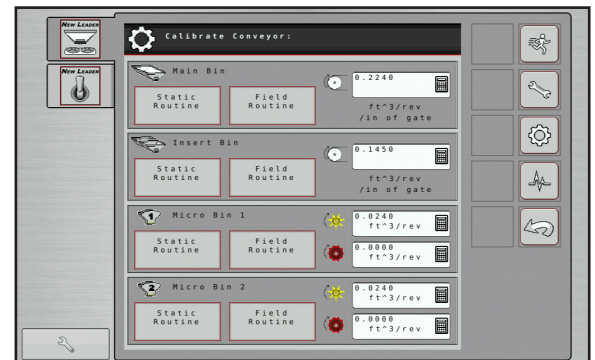 NEW LEADER
NEW LEADER
Calibrate Conveyor:
Main Bin
Static Routine
Field Routine
0.2240
ft^3/rev
/in of gate
Insert Bin
Static Routine
Field Routine
0.1450
ft^3/rev
/in of gate
1 Micro Bin 1
Static Routine
Field Routine
0.0240
ft^3/rev
0.0000
ft^3/rev
2 Micro Bin 2
Static Routine
Field Routine
0.0240
ft^3/rev
0.0000
ft^3/rev